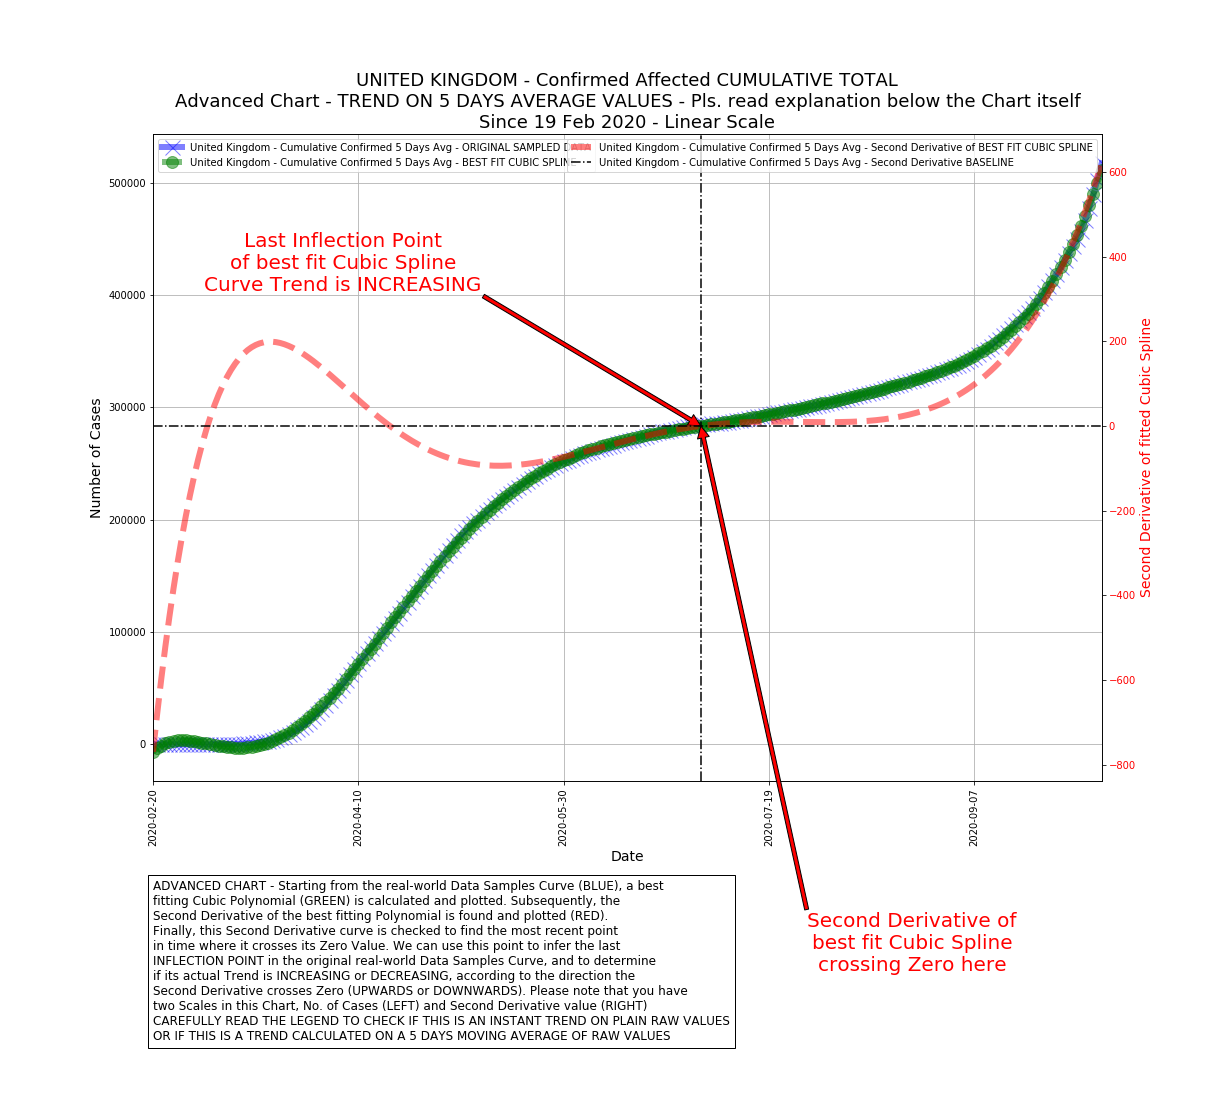 UNITED KINGDOM - Confirmed Affected CUMULATIVE TOTAL
Advanced Chart - TREND ON 5 DAYS AVERAGE VALUES - Pls. read explanation below the Chart itself
Since 19 Feb 2020 - Linear Scale
United Kingdom - Cumulative Confirmed 5 Days Avg - ORIGINAL SAMPLED
United Kingdom - Cumulative Confirmed 5 Days Avg - BEST FIT CUBIC SPLINE
United Kingdom - Cumulative Confirmed 5 Days Avg - Second Derivative of BEST FIT CUBIC SPLINE
United Kingdom - Cumulative Confirmed 5 Days Avg - Second Derivative BASELINE
500000
400000
300000
200000
100000
0
Number of Cases
Last Inflection Point
of best fit Cubic Spline
Curve Trend is INCREASING
600
400
200
0
−200
−400
−600
−800
Second Derivative of fitted Cubic Spline
2020-02-20
2020-04-10
2020-05-30
2020-07-19
2020-09-07
Date
Second Derivative of
best fit Cubic Spline
crossing Zero here
ADVANCED CHART - Starting from the real-world Data Samples Curve (BLUE), a best
fitting Cubic Polynomial (GREEN) is calculated and plotted. Subsequently, the
Second Derivative of the best fitting Polynomial is found and plotted (RED).
Finally, this Second Derivative curve is checked to find the most recent point
in time where it crosses its Zero Value. We can use this point to infer the last
INFLECTION POINT in the original real-world Data Samples Curve, and to determine
if its actual Trend is INCREASING or DECREASING, according to the direction the
Second Derivative crosses Zero (UPWARDS or DOWNWARDS). Please note that you have
two Scales in this Chart, No. of Cases (LEFT) and Second Derivative value (RIGHT)
CAREFULLY READ THE LEGEND TO CHECK IF THIS IS AN INSTANT TREND ON PLAIN RAW VALUES
OR IF THIS IS A TREND CALCULATED ON A 5 DAYS MOVING AVERAGE OF RAW VALUES